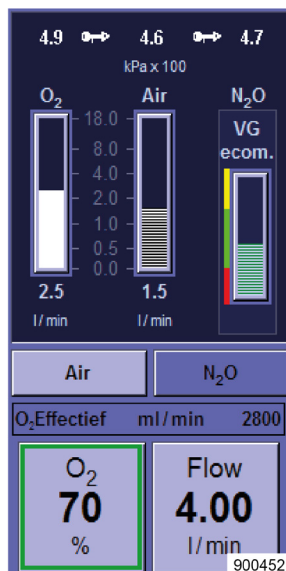 4.9 4.6 4.7
kPa x 100
O₂ Air N₂O
18.0
8.0
4.0
2.0
1.0
0.5
0.0
VG
ecom.
2.5 1.5
l/min l/min
Air N₂O
O₂Effectief ml/min 2800
O₂ Flow
70 4.00
% l/min
900452